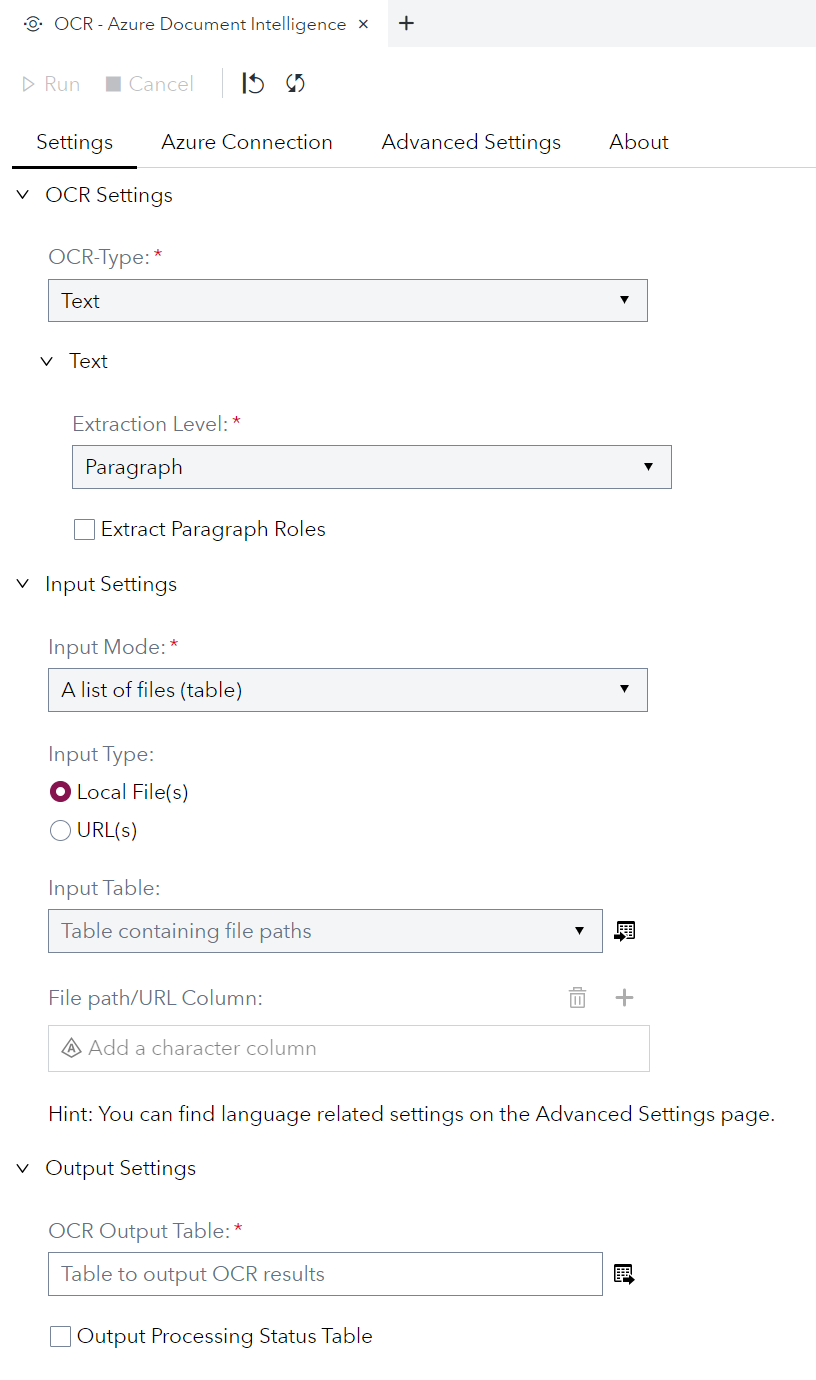 OCR - Azure Document Intelligence
Run Cancel
Settings Azure Connection Advanced Settings About
OCR Settings
OCR-Type: *
Text
Text
Extraction Level: *
Paragraph
Extract Paragraph Roles
Input Settings
Input Mode: *
A list of files (table)
Input Type:
Local File(s)
URL(s)
Input Table:
Table containing file paths
File path/URL Column:
Add a character column
Hint: You can find language related settings on the Advanced Settings page.
Output Settings
OCR Output Table: *
Table to output OCR results
Output Processing Status Table